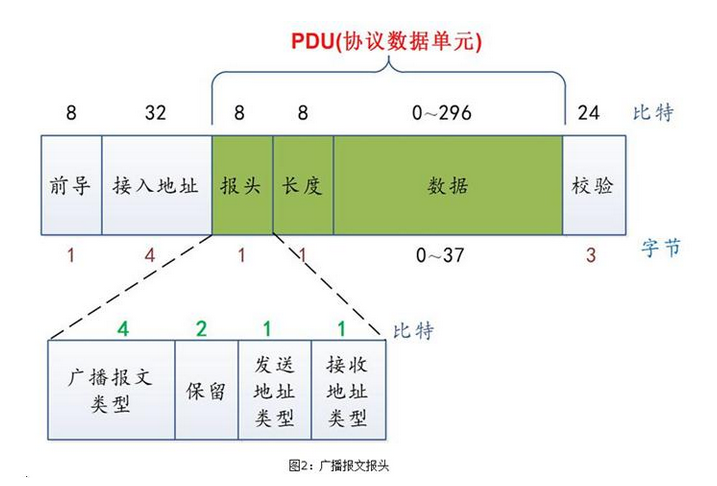 PDU(协议数据单元)
8 32 8 8 0~296 24 比特
前导 接入地址 报头 长度 数据 校验
1 4 1 1 0~37 3 字节
4 2 1 1 比特
广播报文
类型
保留
发送
地址
类型
接收
地址
类型
图2：广播报文报头